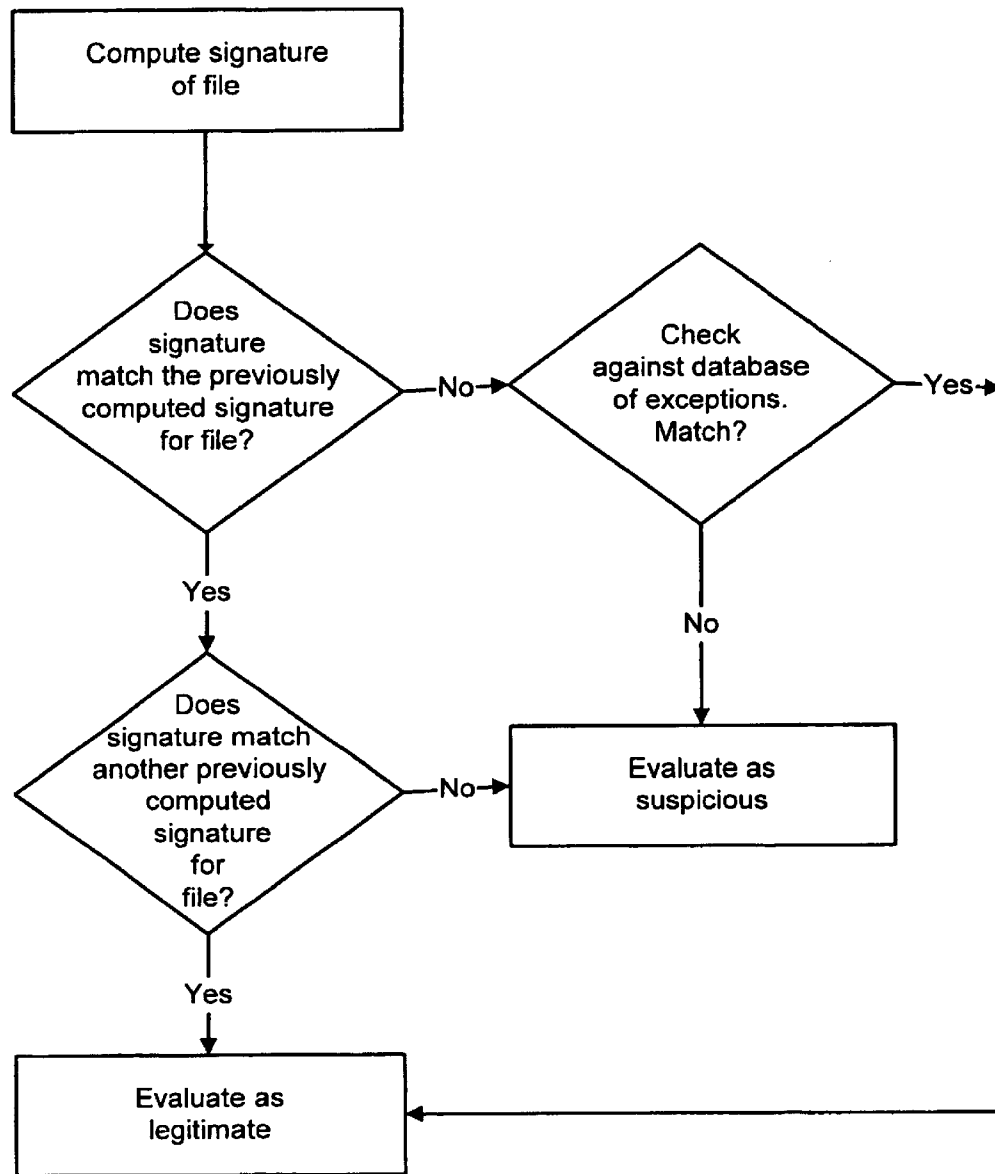 Compute signature
of file
Does
signature
match the previously
computed signature
for file?
No
Check
against database
of exceptions.
Match?
Yes
Yes
No
Does
signature match
another previously
computed
signature
for
file?
No
Evaluate as
suspicious
Yes
Evaluate as
legitimate